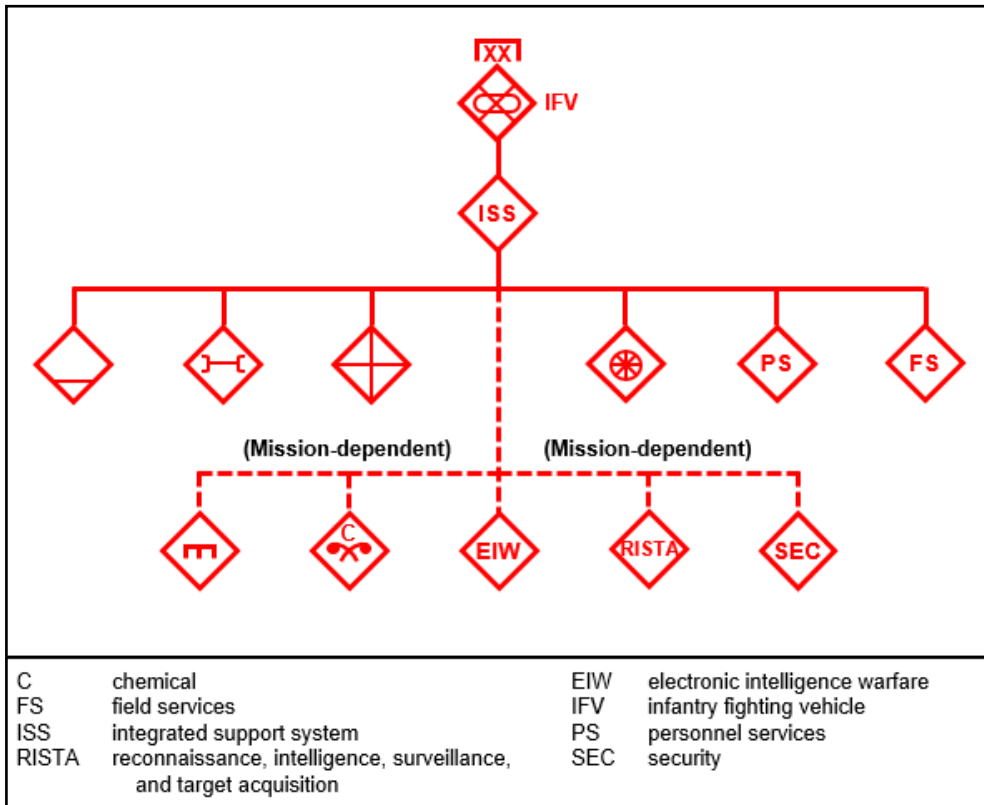 XX
IFV
ISS
PS
FS
(Mission-dependent) (Mission-dependent)
C
EIW
RISTA
SEC
C chemical
FS field services
ISS integrated support system
RISTA reconnaissance, intelligence, surveillance,
and target acquisition
EIW electronic intelligence warfare
IFV infantry fighting vehicle
PS personnel services
SEC security